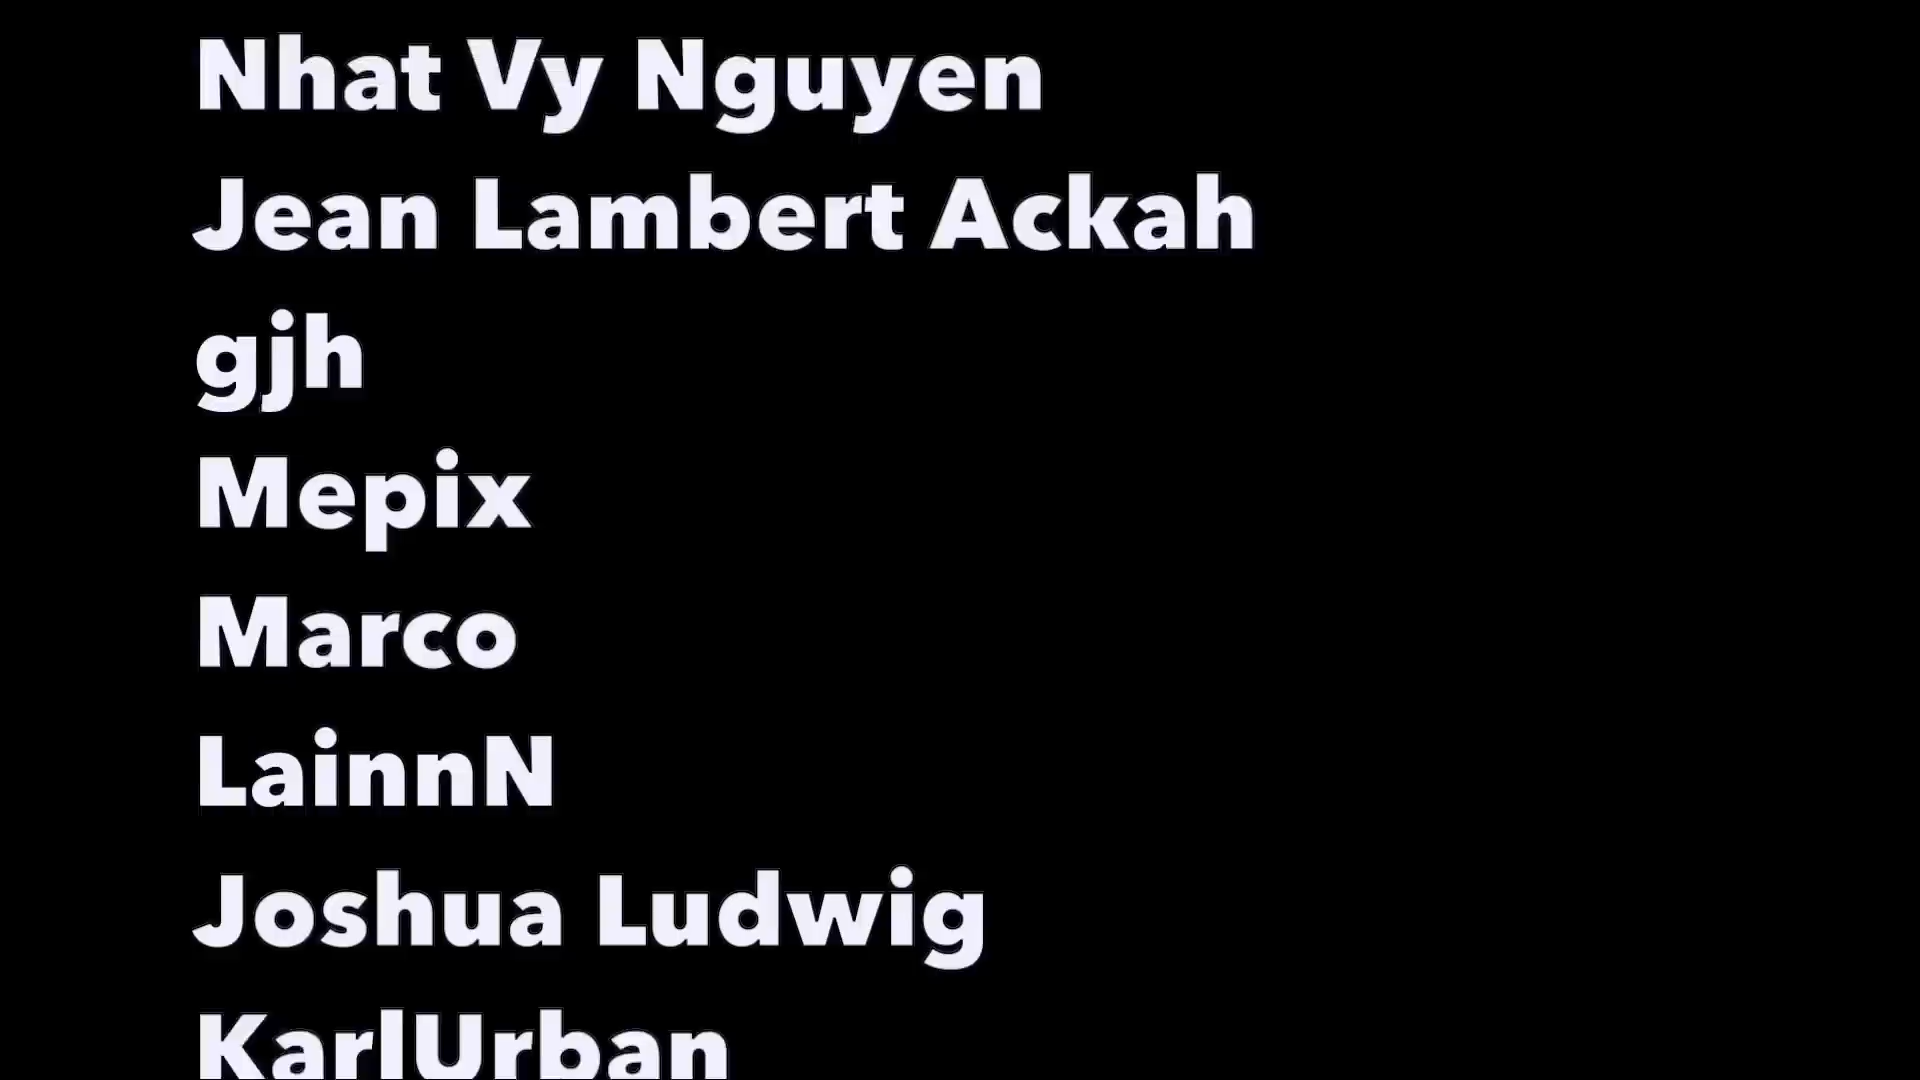 Nhat Vy Nguyen
Jean Lambert Ackah
gjh
Mepix
Marco
LainnN
Joshua Ludwig
KarlUrban